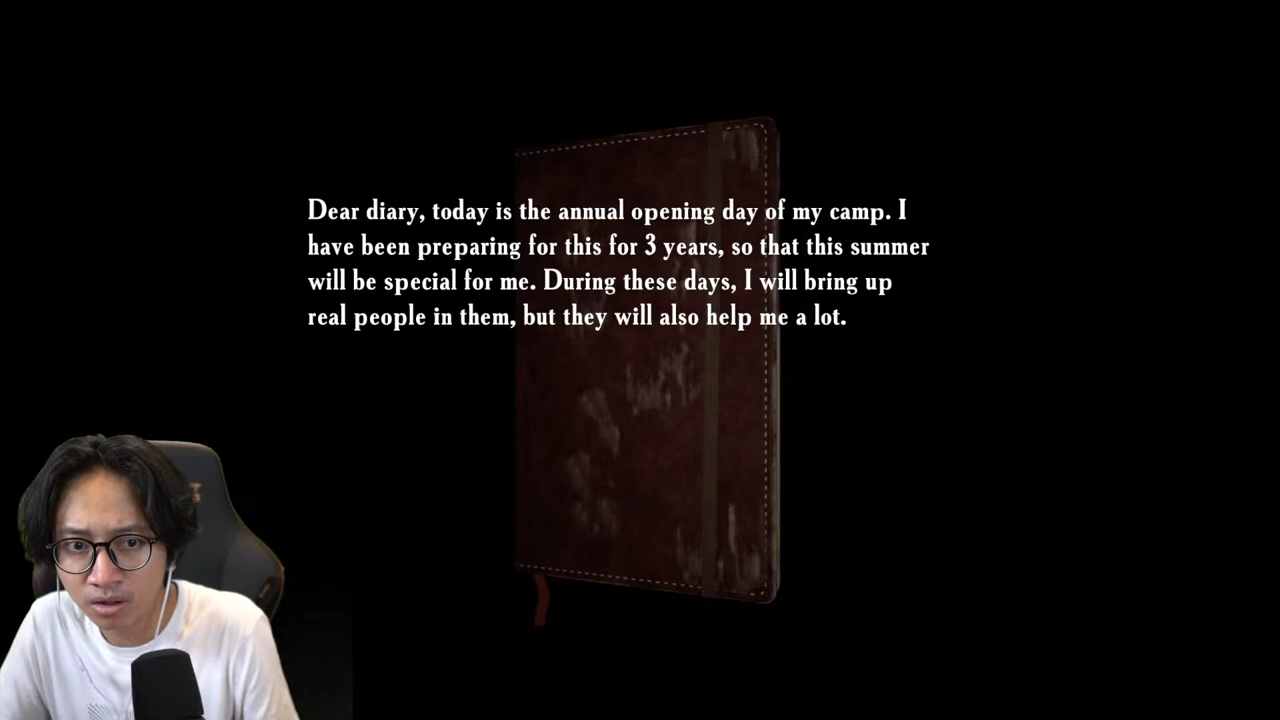 Dear diary, today is the annual opening day of my camp. I
have been preparing for this for 3 years, so that this summer
will be special for me. During these days, I will bring up
real people in them, but they will also help me a lot.